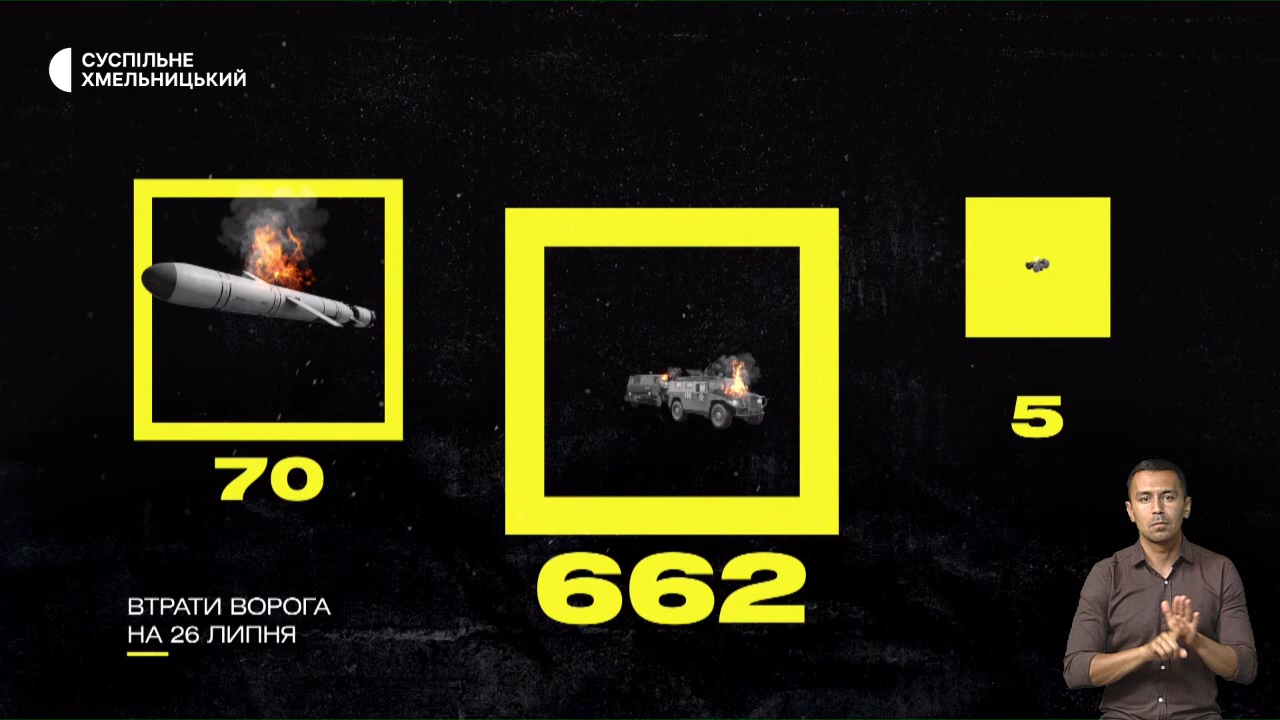 СУСПІЛЬНЕ
ХМЕЛЬНИЦЬКИЙ
70
662
5
ВТРАТИ ВОРОГА
НА 26 ЛИПНЯ